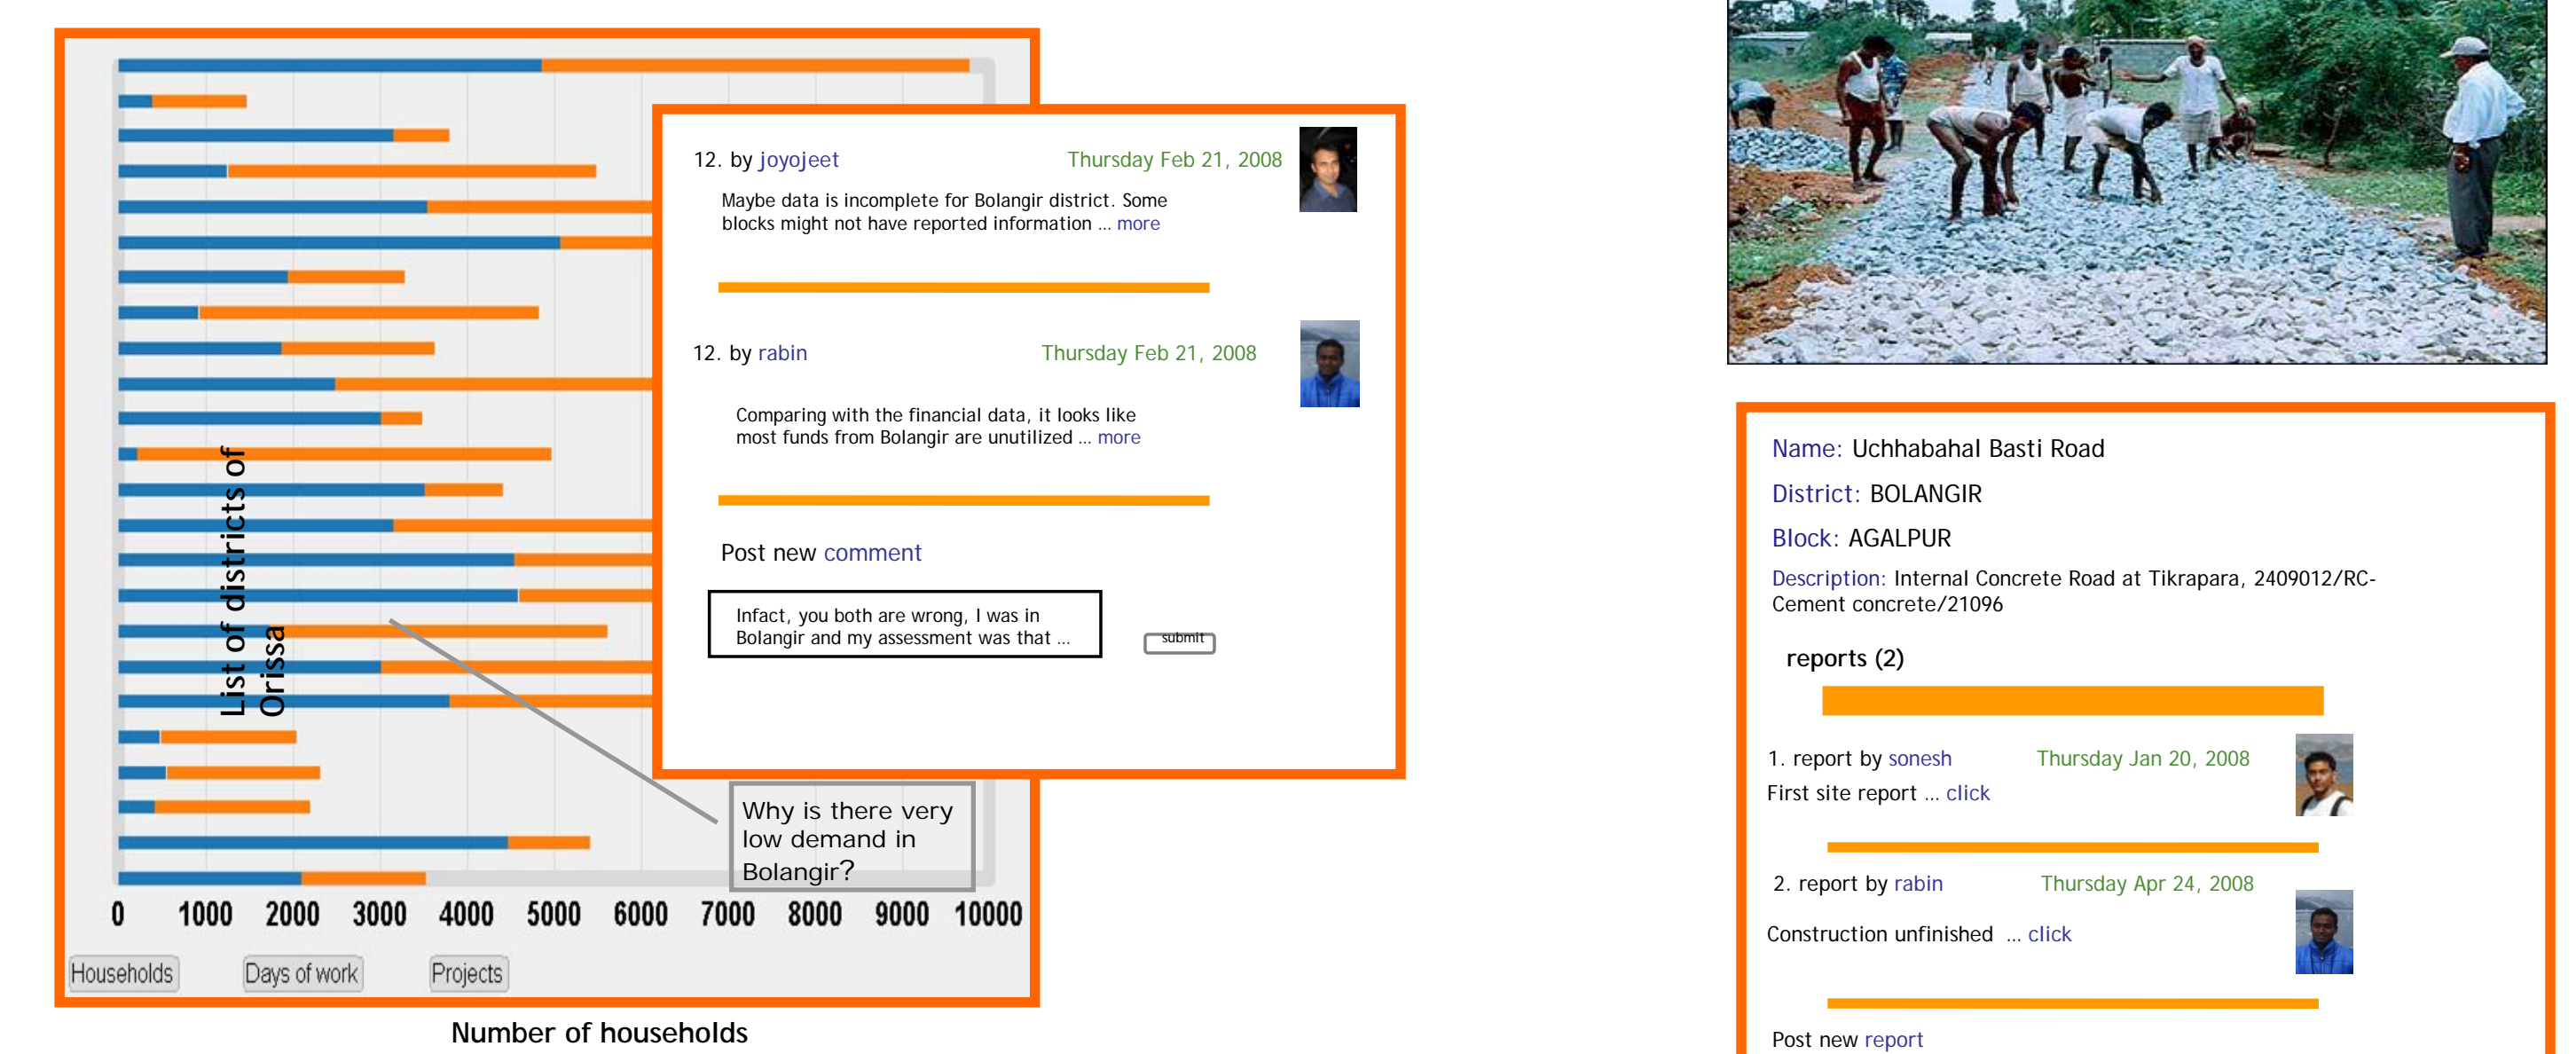 List of districts of
Orissa
0 1000 2000 3000 4000 5000 6000 7000 8000 9000 10000
Households Days of work Projects
Number of households
Why is there very
low demand in
Bolangir?
12. by joyojeet Thursday Feb 21, 2008
Maybe data is incomplete for Bolangir district. Some
blocks might not have reported information ... more
12. by rabin Thursday Feb 21, 2008
Comparing with the financial data, it looks like
most funds from Bolangir are unutilized ... more
Post new comment
Infact, you both are wrong, I was in
Bolangir and my assessment was that ...
submit
Name: Uchhabahal Basti Road
District: BOLANGIR
Block: AGALPUR
Description: Internal Concrete Road at Tikrapara, 2409012/RC-
Cement concrete/21096
reports (2)
1. report by sonesh Thursday Jan 20, 2008
First site report ... click
2. report by rabin Thursday Apr 24, 2008
Construction unfinished ... click
Post new report